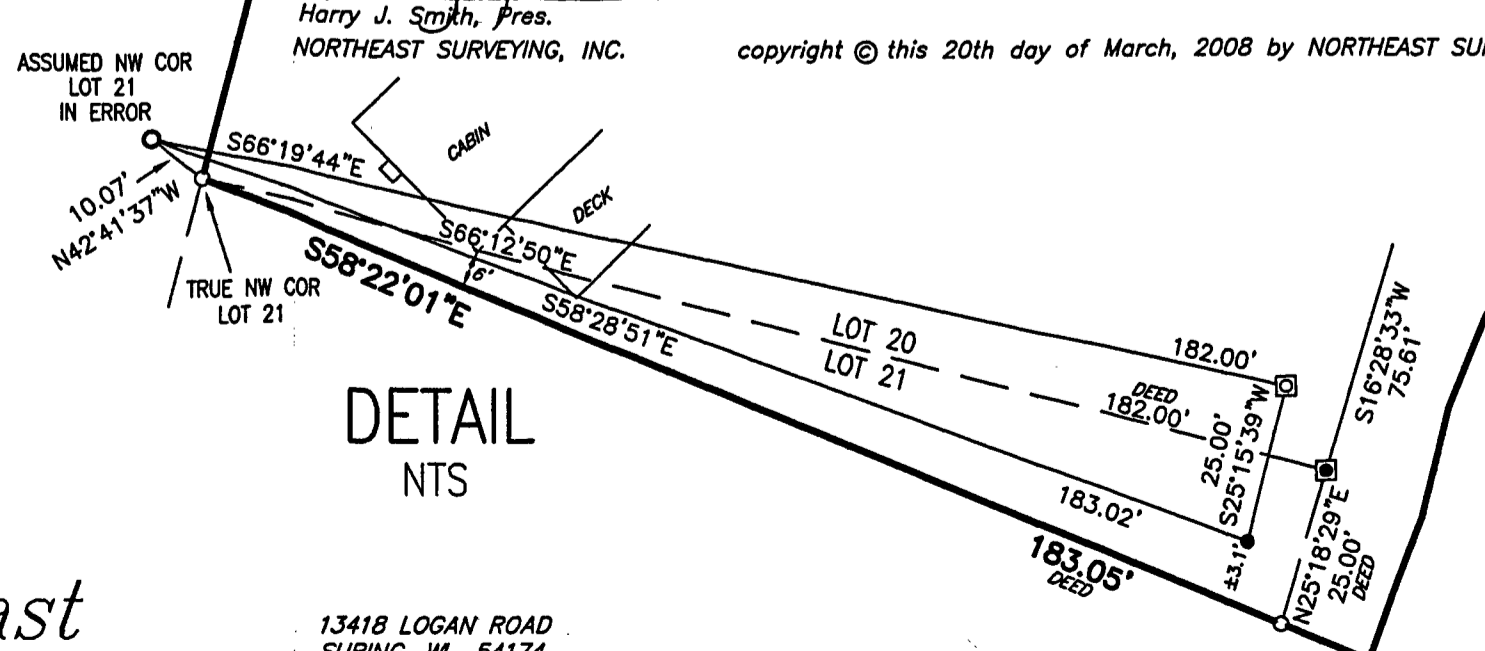 Harry J. Smith, Pres.
NORTHEAST SURVEYING, INC.
copyright © this 20th day of March, 2008 by NORTHEAST
ASSUMED NW COR
LOT 21
IN ERROR
S66°19'44"E
CABIN
DECK
10.07'
N42°41'37"W
TRUE NW COR
LOT 21
S66°12'50"E
6'
S58°22'01"E
S58°28'51"E
LOT 20
LOT 21
182.00'
DEED
182.00'
S16°28'33"W
75.61'
25.00'
S25°15'39"W
183.02'
±3.1'
183.05'
DEED
N25°18'29"E
25.00'
DEED
DETAIL
NTS
ast
13418 LOGAN ROAD